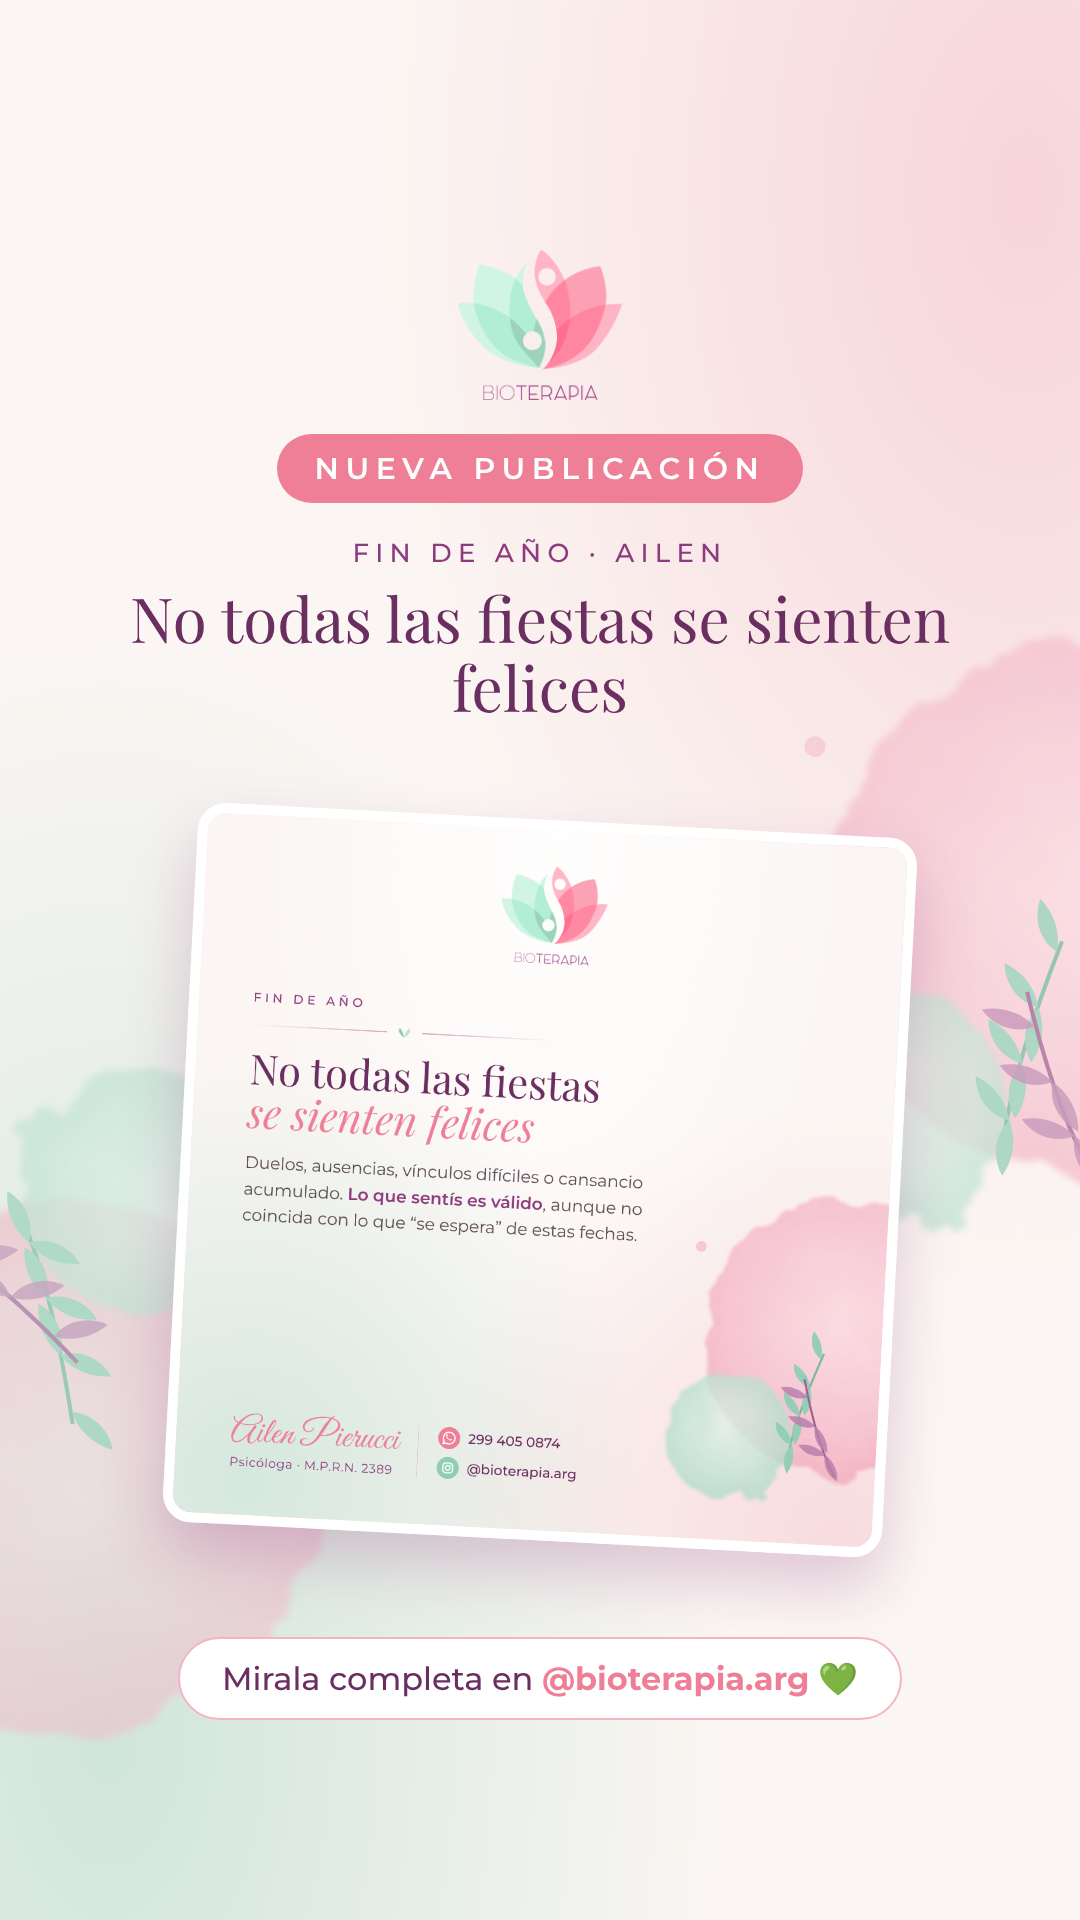 BIOTERAPIA
NUEVA PUBLICACIÓN
FIN DE AÑO · AILEN
No todas las fiestas se sienten
felices
BIOTERAPIA
FIN DE AÑO
No todas las fiestas
se sienten felices
Duelos, ausencias, vínculos difíciles o cansancio
acumulado. Lo que sentís es válido, aunque no
coincida con lo que “se espera” de estas fechas.
Ailen Pierucci
Psicóloga · M.P.R.N. 2389
299 405 0874
@bioterapia.arg
Mirala completa en @bioterapia.arg 💚